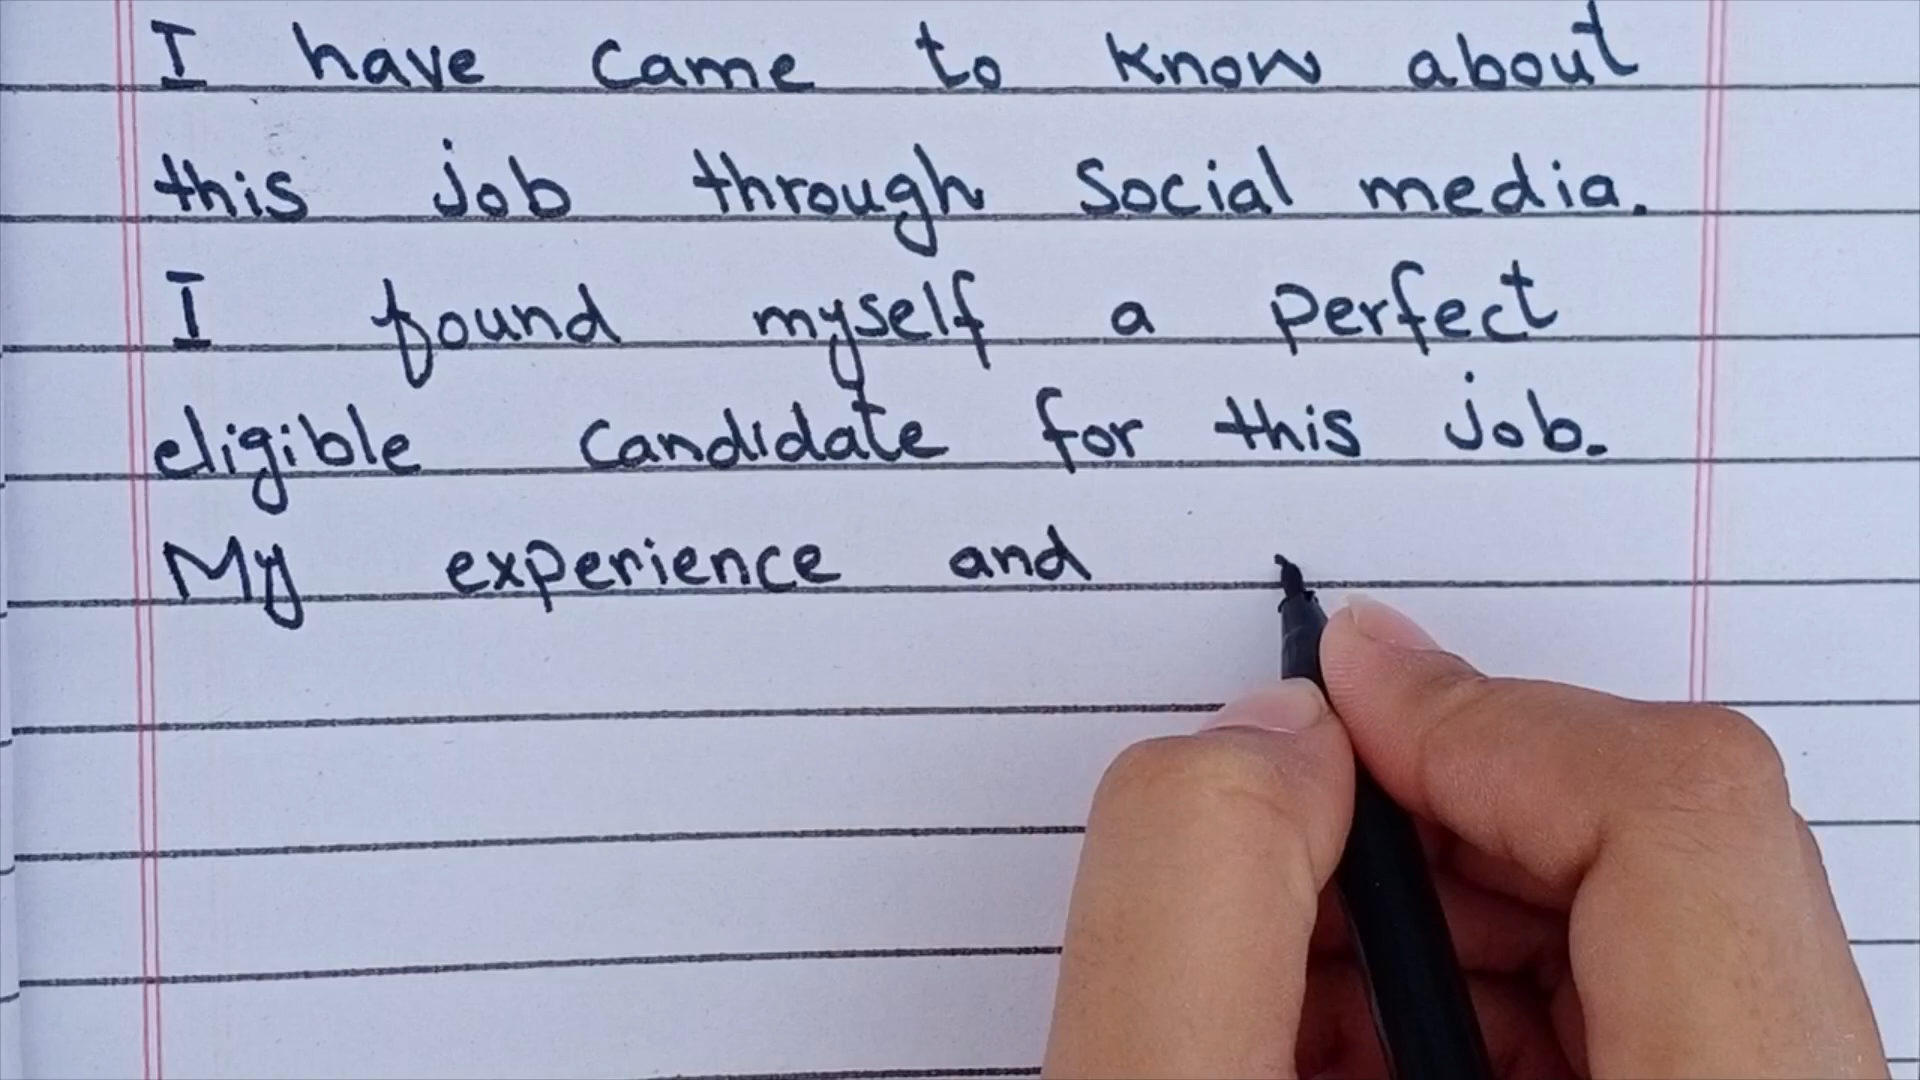 I have came to know about
this job through social media.
I found myself a perfect
eligible candidate for this job.
My experience and